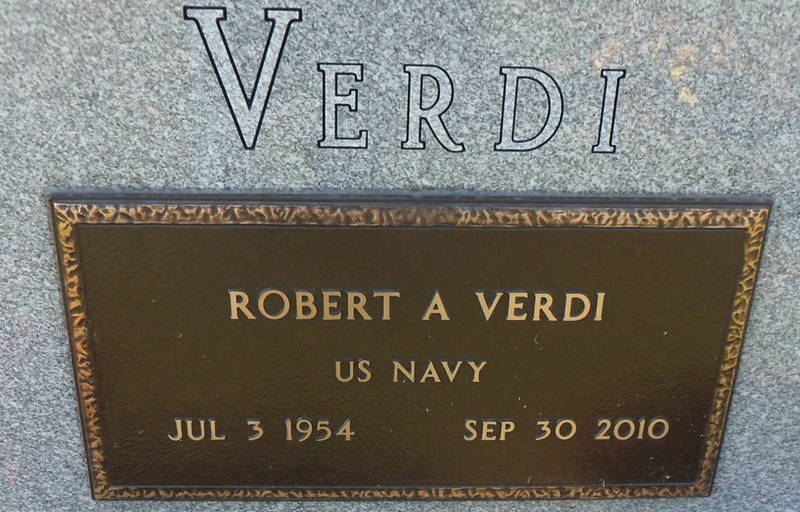 VERDI
ROBERT A VERDI
US NAVY
JUL 3 1954 SEP 30 2010